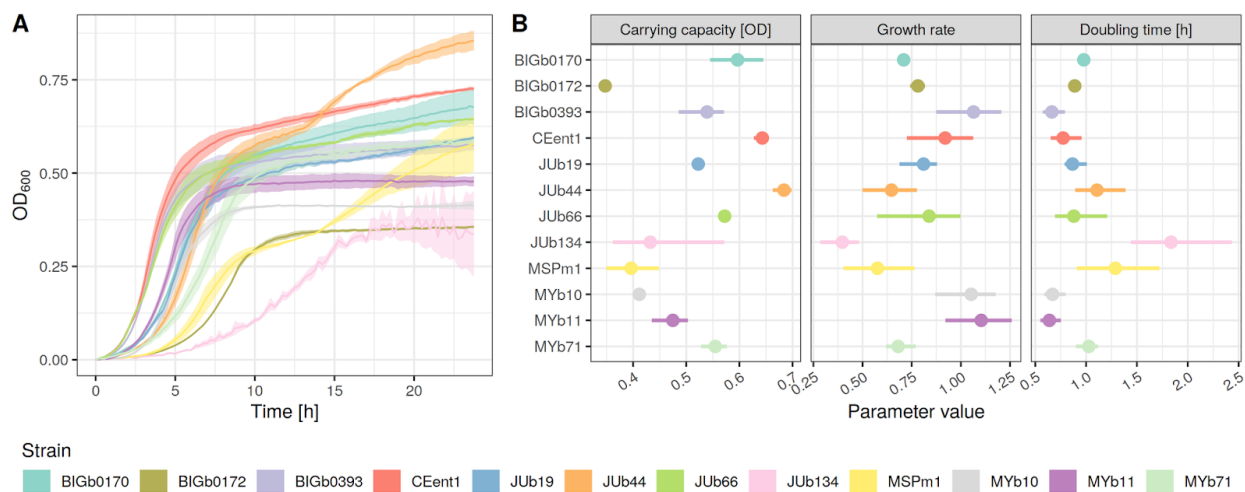 A
B
OD600
0.75
0.50
0.25
0.00
0
5
10
15
20
Time [h]
Carrying capacity [OD]
Growth rate
Doubling time [h]
BIGb0170
BIGb0172
BIGb0393
CEent1
JUb19
JUb44
JUb66
JUb134
MSPm1
MYb10
MYb11
MYb71
0.4
0.5
0.6
0.7
0.25
0.50
0.75
1.00
1.25
0.5
1.0
1.5
2.0
2.5
Parameter value
Strain
BIGb0170 BIGb0172 BIGb0393 CEent1 JUb19 JUb44 JUb66 JUb134 MSPm1 MYb10 MYb11 MYb71